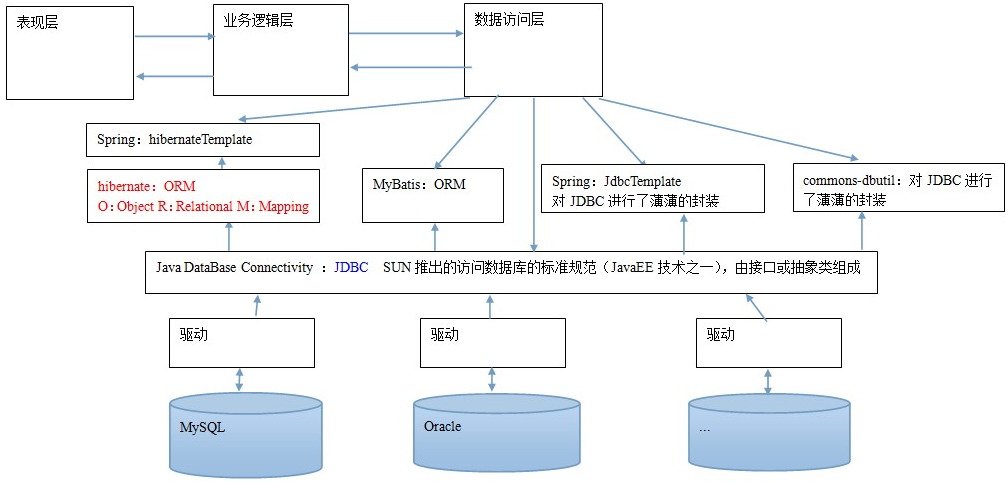 表现层
业务逻辑层
数据访问层
Spring：hibernateTemplate
hibernate：ORM
O：Object R：Relational M：Mapping
MyBatis：ORM
Spring：JdbcTemplate
对 JDBC 进行了薄薄的封装
commons-dbutil：对 JDBC 进行
了薄薄的封装
Java DataBase Connectivity ：JDBC SUN 推出的访问数据库的标准规范（JavaEE 技术之一），由接口或抽象类组成
驱动
驱动
驱动
MySQL
Oracle
...